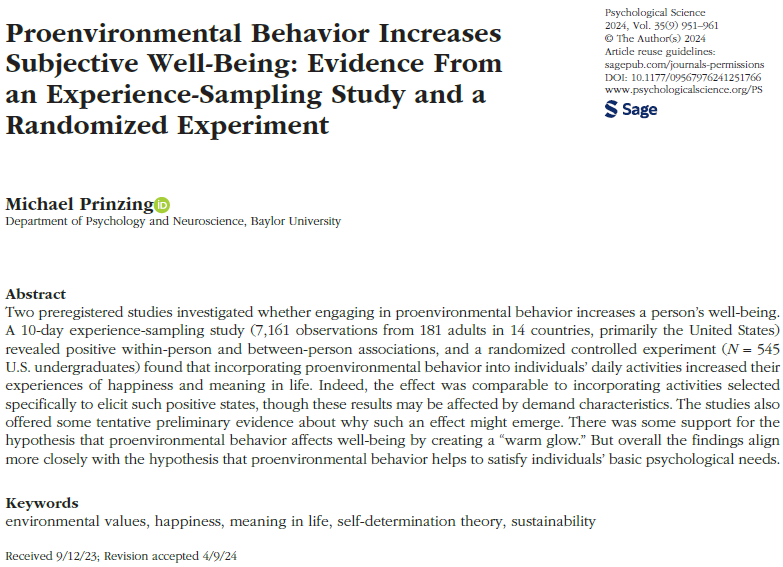 Proenvironmental Behavior Increases
Subjective Well-Being: Evidence From
an Experience-Sampling Study and a
Randomized Experiment
Psychological Science
2024, Vol. 35(9) 951–961
© The Author(s) 2024
Article reuse guidelines:
sagepub.com/journals-permissions
DOI: 10.1177/09567976241251766
www.psychologicalscience.org/PS
Sage
Michael Prinzing iD
Department of Psychology and Neuroscience, Baylor University
Abstract
Two preregistered studies investigated whether engaging in proenvironmental behavior increases a person’s well-being.
A 10-day experience-sampling study (7,161 observations from 181 adults in 14 countries, primarily the United States)
revealed positive within-person and between-person associations, and a randomized controlled experiment (N = 545
U.S. undergraduates) found that incorporating proenvironmental behavior into individuals’ daily activities increased their
experiences of happiness and meaning in life. Indeed, the effect was comparable to incorporating activities selected
specifically to elicit such positive states, though these results may be affected by demand characteristics. The studies also
offered some tentative preliminary evidence about why such an effect might emerge. There was some support for the
hypothesis that proenvironmental behavior affects well-being by creating a “warm glow.” But overall the findings align
more closely with the hypothesis that proenvironmental behavior helps to satisfy individuals’ basic psychological needs.
Keywords
environmental values, happiness, meaning in life, self-determination theory, sustainability
Received 9/12/23; Revision accepted 4/9/24